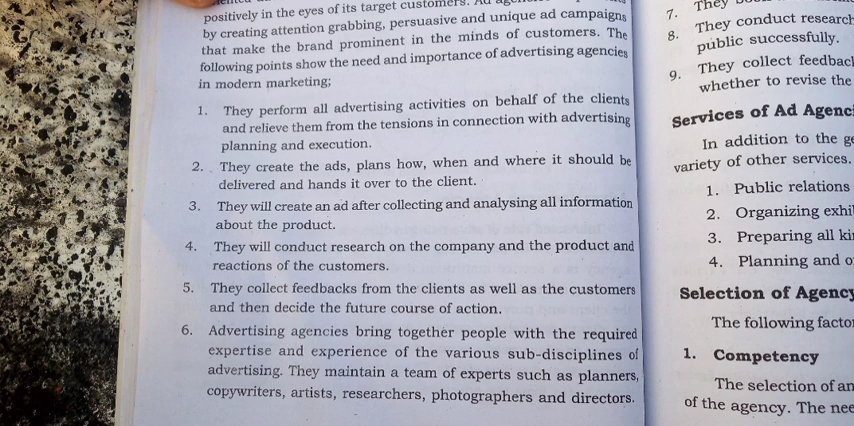 positively in the eyes of its target customers.
by creating attention grabbing, persuasive and unique ad campaigns
that make the brand prominent in the minds of customers. The
following points show the need and importance of advertising agencies
in modern marketing;
1. They perform all advertising activities on behalf of the clients
and relieve them from the tensions in connection with advertising
planning and execution.
2. They create the ads, plans how, when and where it should be
delivered and hands it over to the client.
3. They will create an ad after collecting and analysing all information
about the product.
4. They will conduct research on the company and the product and
reactions of the customers.
5. They collect feedbacks from the clients as well as the customers
and then decide the future course of action.
6. Advertising agencies bring together people with the required
expertise and experience of the various sub-disciplines of
advertising. They maintain a team of experts such as planners,
copywriters, artists, researchers, photographers and directors.
7. They
8. They conduct research
public successfully.
9. They collect
whether to revise the
Services of Ad
In addition to the
variety of other services.
1. Public relations
2. Organizing
3. Preparing all
4. Planning and
Selection of Agency
The following
1. Competency
The selection of an
of the agency. The